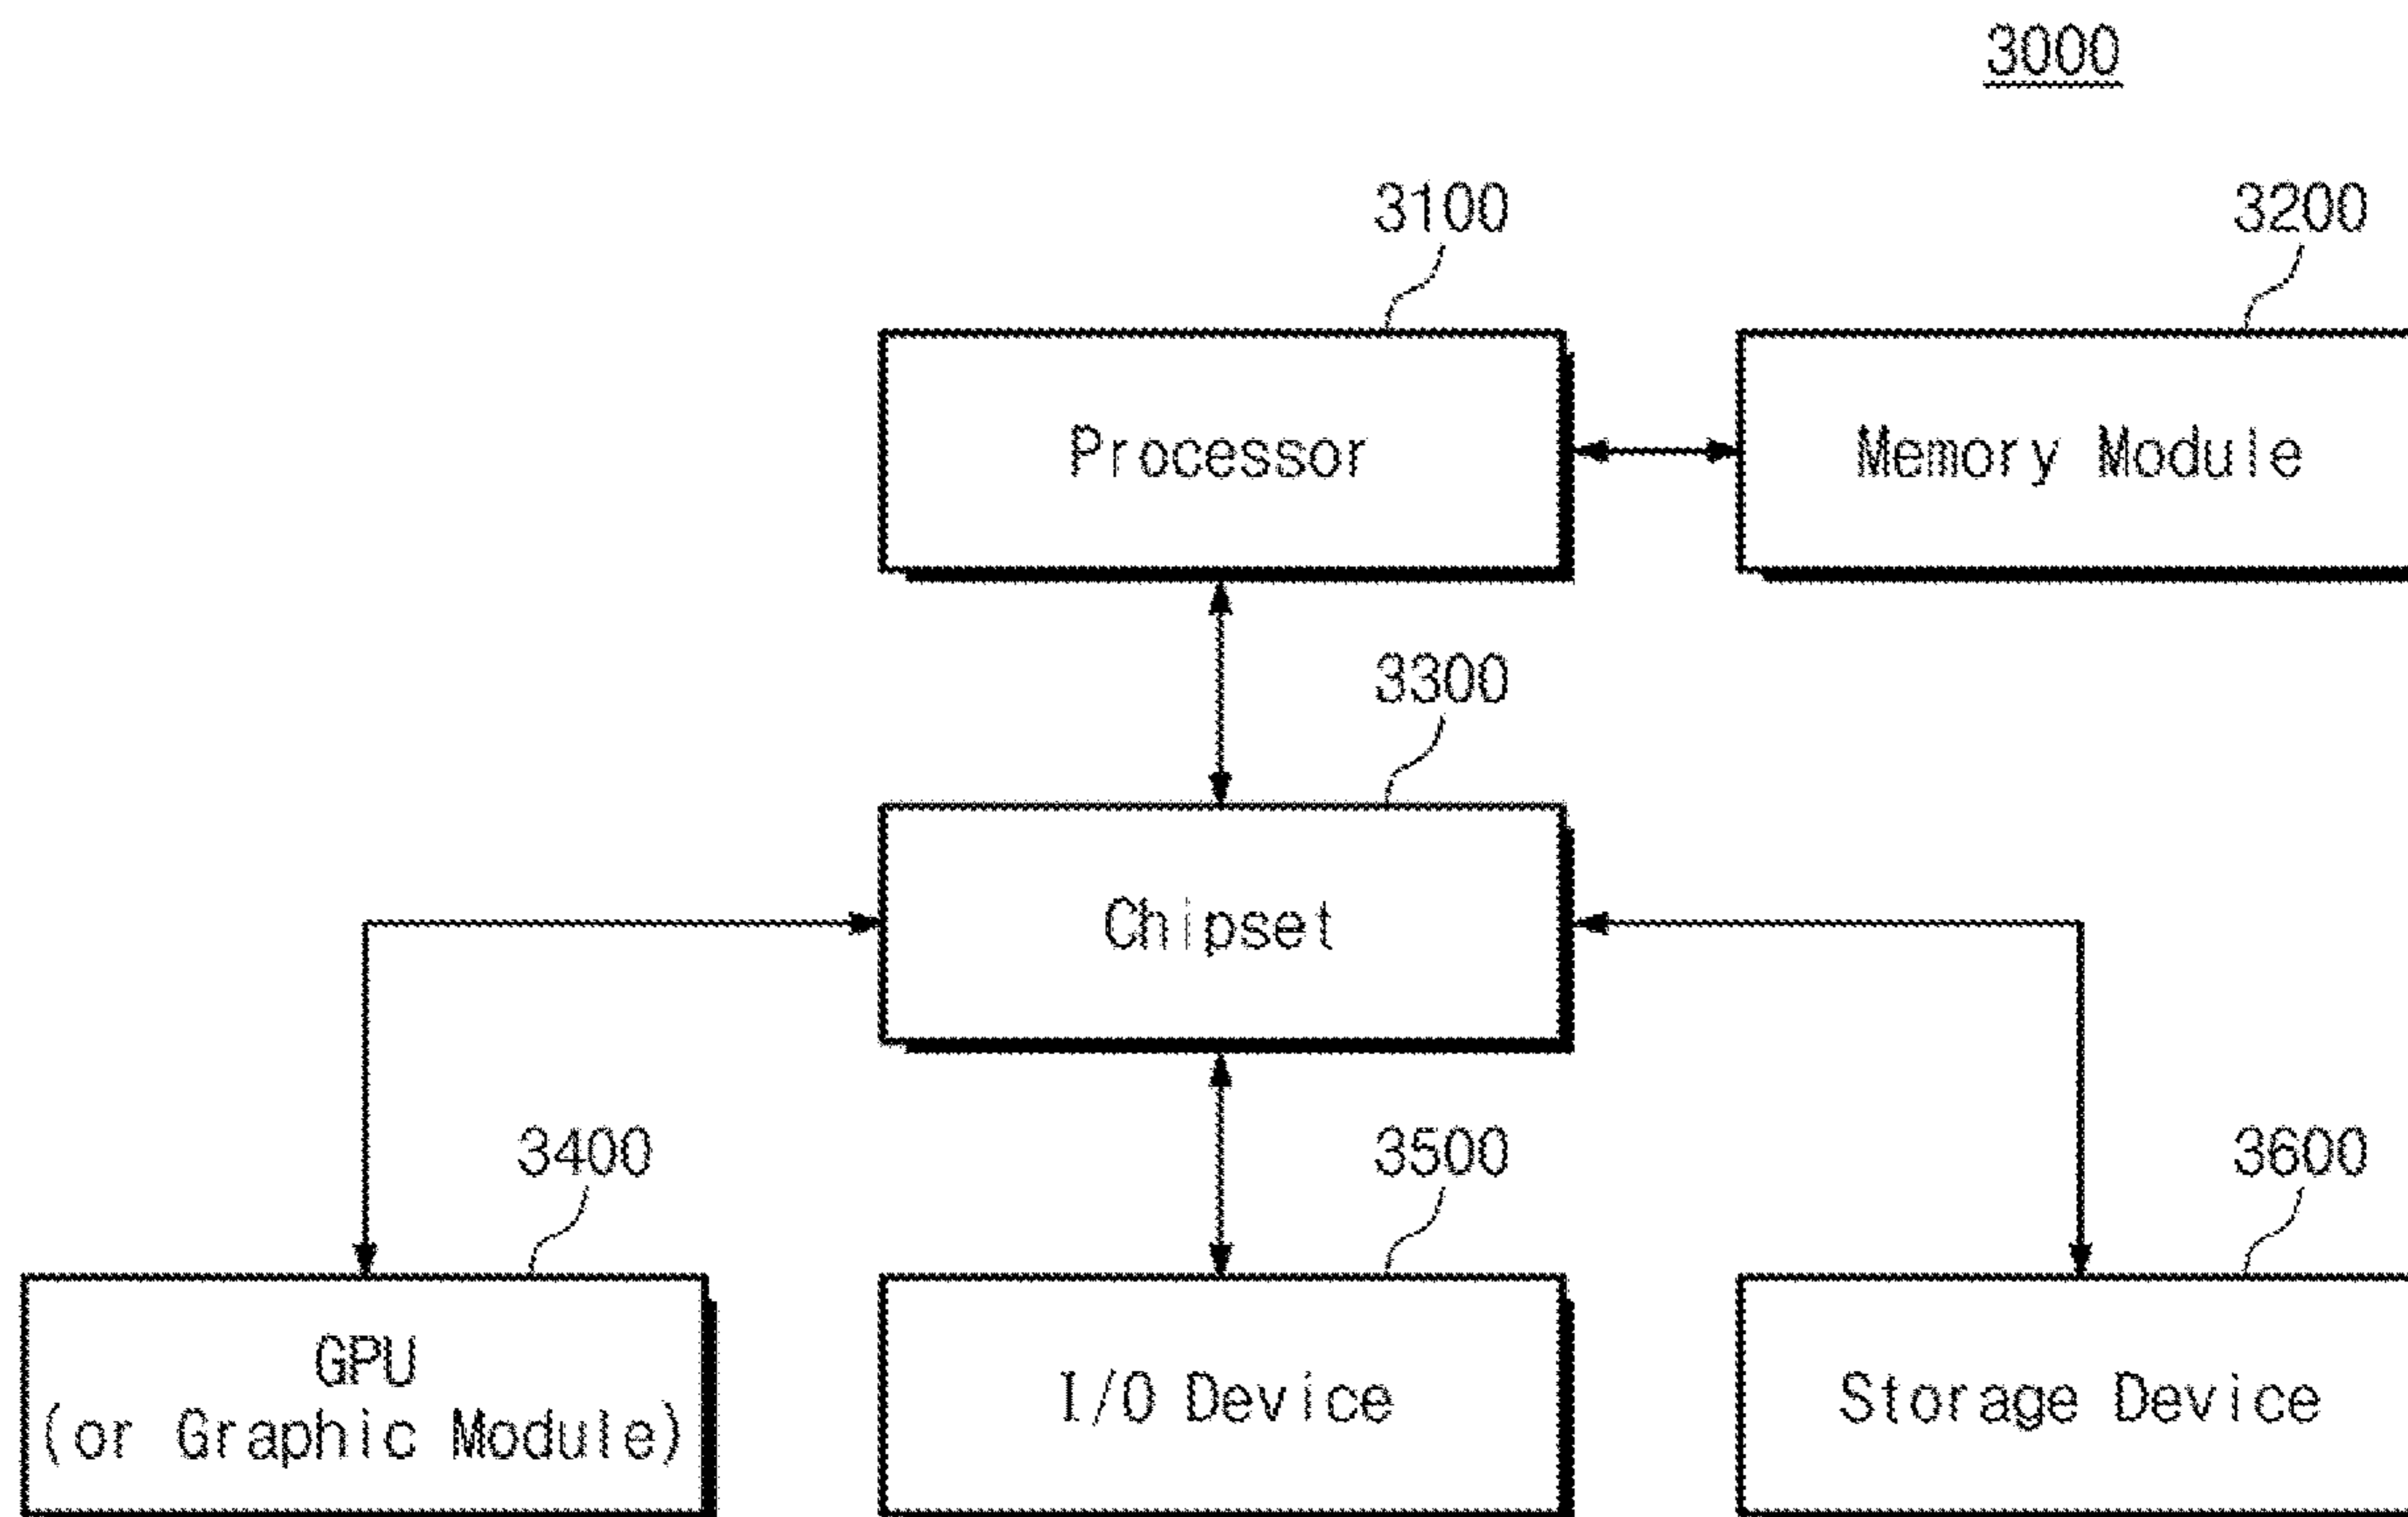 3000
3100
3200
Processor
Memory Module
3300
Chipset
3400
3500
3600
GPU
(or Graphic Module)
I/O Device
Storage Device